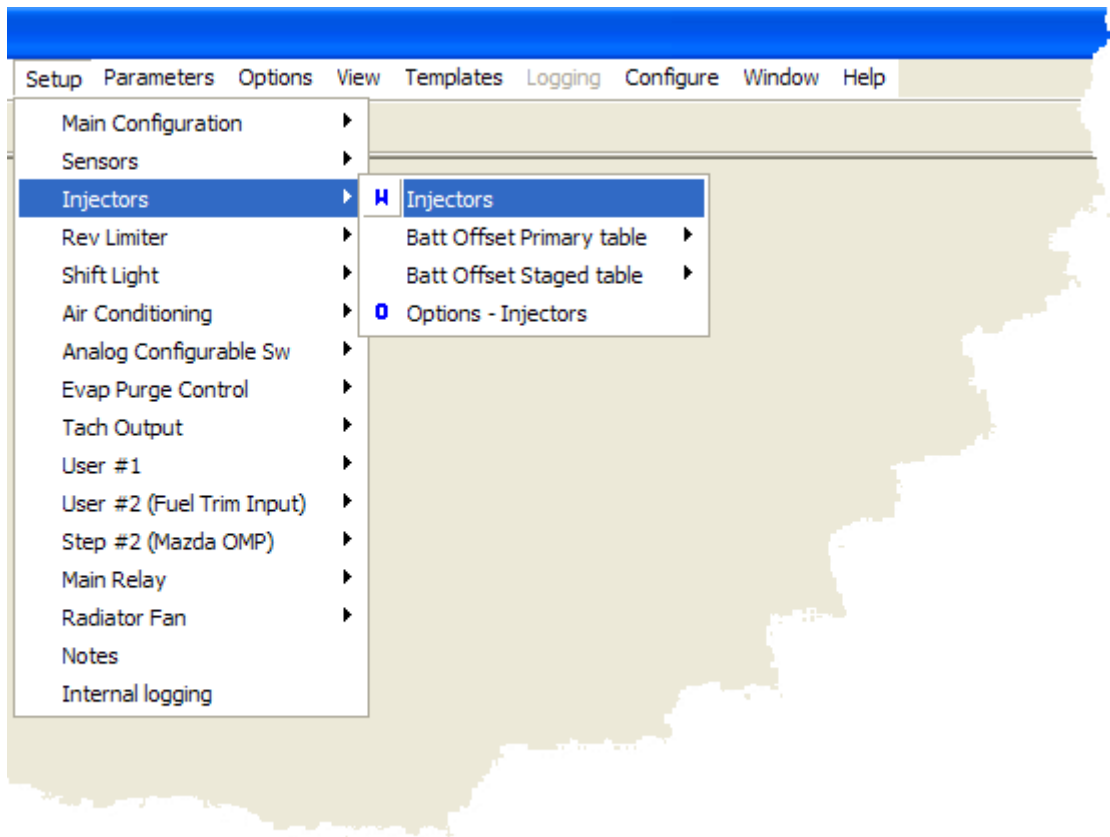 Setup Parameters Options View Templates Logging Configure Window Help
Main Configuration
Sensors
Injectors
W Injectors
Rev Limiter
Batt Offset Primary table
Shift Light
Batt Offset Staged table
Air Conditioning
O Options - Injectors
Analog Configurable Sw
Evap Purge Control
Tach Output
User #1
User #2 (Fuel Trim Input)
Step #2 (Mazda OMP)
Main Relay
Radiator Fan
Notes
Internal logging